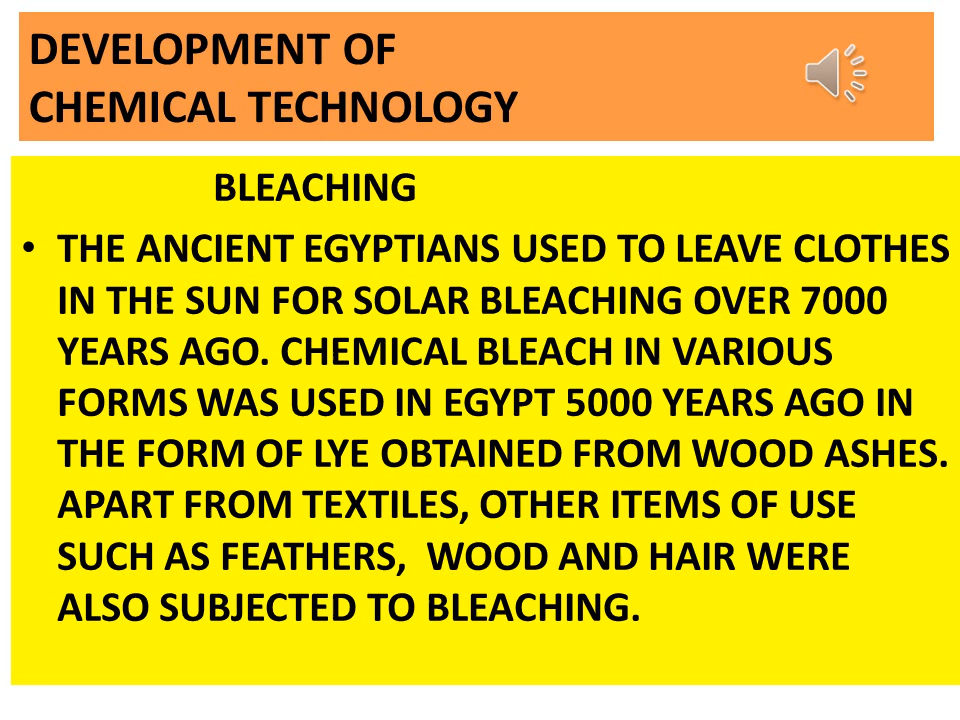 DEVELOPMENT OF
CHEMICAL TECHNOLOGY
BLEACHING
• THE ANCIENT EGYPTIANS USED TO LEAVE CLOTHES
IN THE SUN FOR SOLAR BLEACHING OVER 7000
YEARS AGO. CHEMICAL BLEACH IN VARIOUS
FORMS WAS USED IN EGYPT 5000 YEARS AGO IN
THE FORM OF LYE OBTAINED FROM WOOD ASHES.
APART FROM TEXTILES, OTHER ITEMS OF USE
SUCH AS FEATHERS,  WOOD AND HAIR WERE
ALSO SUBJECTED TO BLEACHING.